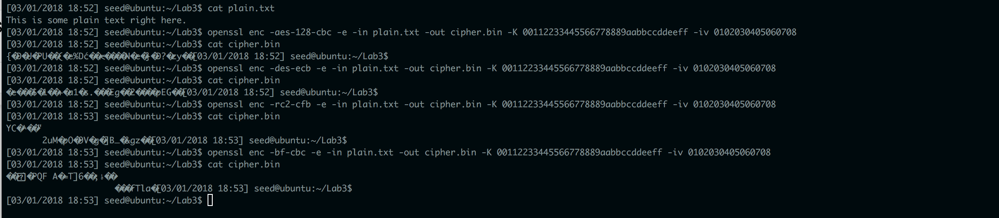 [03/01/2018 18:52] seed@ubuntu:~/Lab3$ cat plain.txt
This is some plain text right here.
[03/01/2018 18:52] seed@ubuntu:~/Lab3$ openssl enc -aes-128-cbc -e -in plain.txt -out cipher.bin -K 00112233445566778889aabbccddeeff -iv 0102030405060708
[03/01/2018 18:52] seed@ubuntu:~/Lab3$ cat cipher.bin
{�D�U�PU��(�e%Dć��<����N�e�}�D?�zy��[03/01/2018 18:52] seed@ubuntu:~/Lab3$
[03/01/2018 18:52] seed@ubuntu:~/Lab3$ openssl enc -des-ecb -e -in plain.txt -out cipher.bin -K 00112233445566778889aabbccddeeff -iv 0102030405060708
[03/01/2018 18:52] seed@ubuntu:~/Lab3$ cat cipher.bin
�e���$�1��+�a1�s.���Eg��2����pEG��[03/01/2018 18:52] seed@ubuntu:~/Lab3$
[03/01/2018 18:52] seed@ubuntu:~/Lab3$ openssl enc -rc2-cfb -e -in plain.txt -out cipher.bin -K 00112233445566778889aabbccddeeff -iv 0102030405060708
[03/01/2018 18:53] seed@ubuntu:~/Lab3$ cat cipher.bin
YC�^��"
2uM�pO�9V�g�]B_�&gz��[03/01/2018 18:53] seed@ubuntu:~/Lab3$
[03/01/2018 18:53] seed@ubuntu:~/Lab3$ openssl enc -bf-cbc -e -in plain.txt -out cipher.bin -K 00112233445566778889aabbccddeeff -iv 0102030405060708
[03/01/2018 18:53] seed@ubuntu:~/Lab3$ cat cipher.bin
��]�PQF A�=T]6��;��
���fTla�[03/01/2018 18:53] seed@ubuntu:~/Lab3$
[03/01/2018 18:53] seed@ubuntu:~/Lab3$